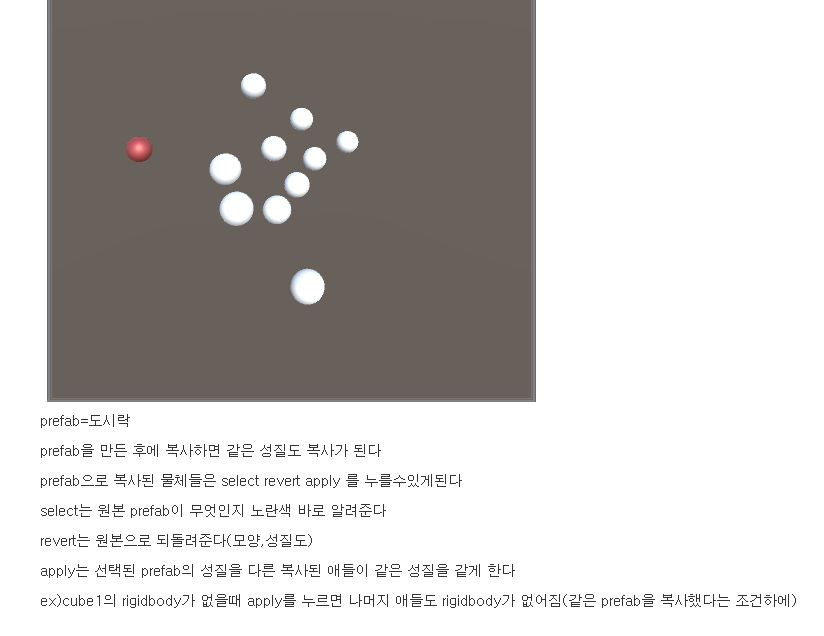 prefab=도시락
prefab을 만든 후에 복사하면 같은 성질도 복사가 된다
prefab으로 복사된 물체들은 select revert apply 를 누를수있게된다
select는 원본 prefab이 무엇인지 노란색 바로 알려준다
revert는 원본으로 되돌려준다(모양,성질도)
apply는 선택된 prefab의 성질을 다른 복사된 애들이 같은 성질을 같게 한다
ex)cube1의 rigidbody가 없을때 apply를 누르면 나머지 애들도 rigidbody가 없어짐(같은 prefab을 복사했다는 조건하에)